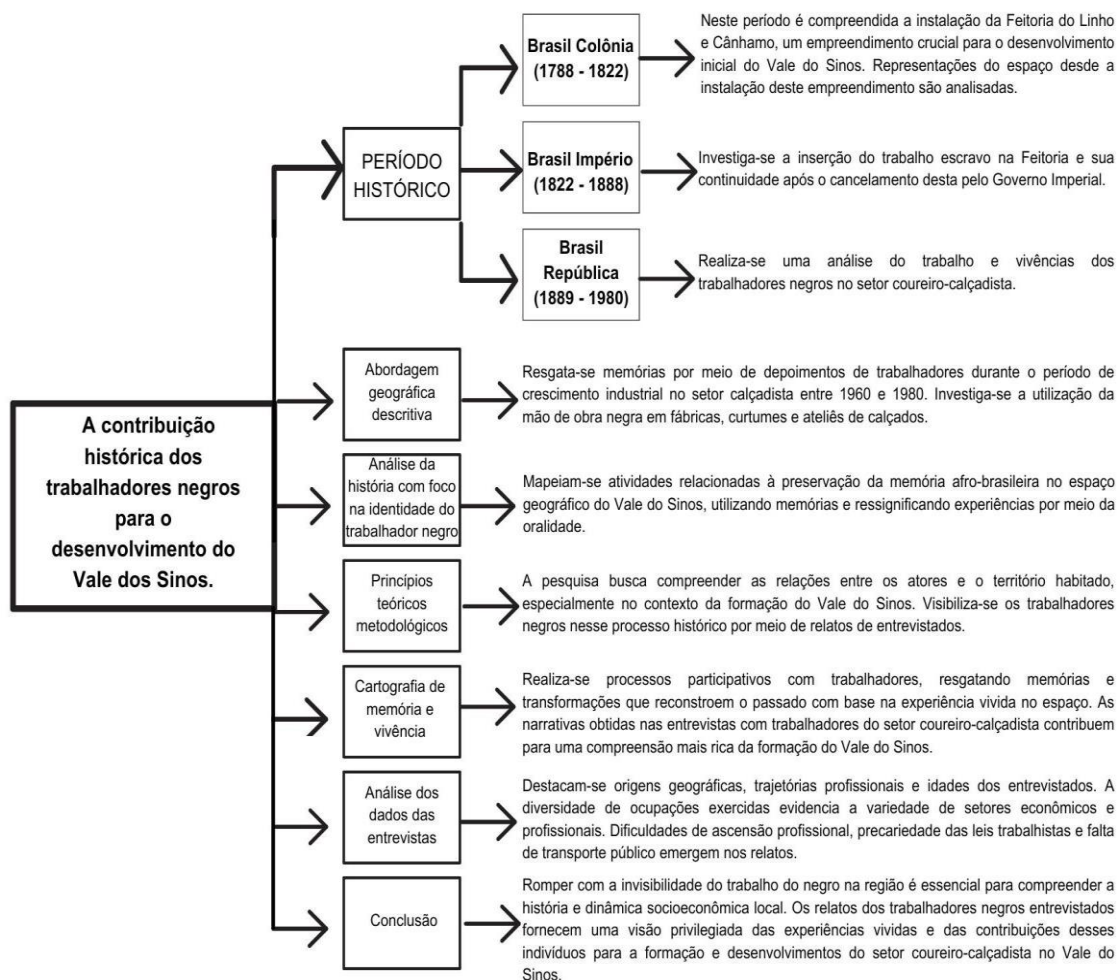 A contribuição
histórica dos
trabalhadores negros
para o
desenvolvimento do
Vale dos Sinos.
PERÍODO
HISTÓRICO
Brasil Colônia
(1788 - 1822)
Neste período é compreendida a instalação da Feitoria do Linho
e Cânhamo, um empreendimento crucial para o desenvolvimento
inicial do Vale do Sinos. Representações do espaço desde a
instalação deste empreendimento são analisadas.
Brasil Império
(1822 - 1888)
Investiga-se a inserção do trabalho escravo na Feitoria e sua
continuidade após o cancelamento desta pelo Governo Imperial.
Brasil
República
(1889 - 1980)
Realiza-se uma análise do trabalho e vivências dos
trabalhadores negros no setor coureiro-calçadista.
Abordagem
geográfica
descritiva
Resgata-se memórias por meio de depoimentos de trabalhadores durante o período de
crescimento industrial no setor calçadista entre 1960 e 1980. Investiga-se a utilização da
mão de obra negra em fábricas, curtumes e ateliês de calçados.
Análise da
história com foco
na identidade do
trabalhador negro
Mapeiam-se atividades relacionadas à preservação da memória afro-brasileira no espaço
geográfico do Vale do Sinos, utilizando memórias e ressignificando experiências por meio da
oralidade.
Princípios
teóricos
metodológicos
A pesquisa busca compreender as relações entre os atores e o território habitado,
especialmente no contexto da formação do Vale do Sinos. Visibiliza-se os trabalhadores
negros nesse processo histórico por meio de relatos de entrevistados.
Cartografia de
memória e
vivência
Realiza-se processos participativos com trabalhadores, resgatando memórias e
transformações que reconstroem o passado com base na experiência vivida no espaço. As
narrativas obtidas nas entrevistas com trabalhadores do setor coureiro-calçadista contribuem
para uma compreensão mais rica da formação do Vale do Sinos.
Análise dos
dados das
entrevistas
Destacam-se origens geográficas, trajetórias profissionais e idades dos entrevistados. A
diversidade de ocupações exercidas evidencia a variedade de setores econômicos e
profissionais. Dificuldades de ascensão profissional, precariedade das leis trabalhistas e falta
de transporte público emergem nos relatos.
Conclusão
Romper com a invisibilidade do trabalho do negro na região é essencial para compreender a
história e dinâmica socioeconômica local. Os relatos dos trabalhadores negros entrevistados
fornecem uma visão privilegiada das experiências vividas e das contribuições desses
indivíduos para a formação e desenvolvimentos do setor coureiro-calçadista no Vale do
Sinos.